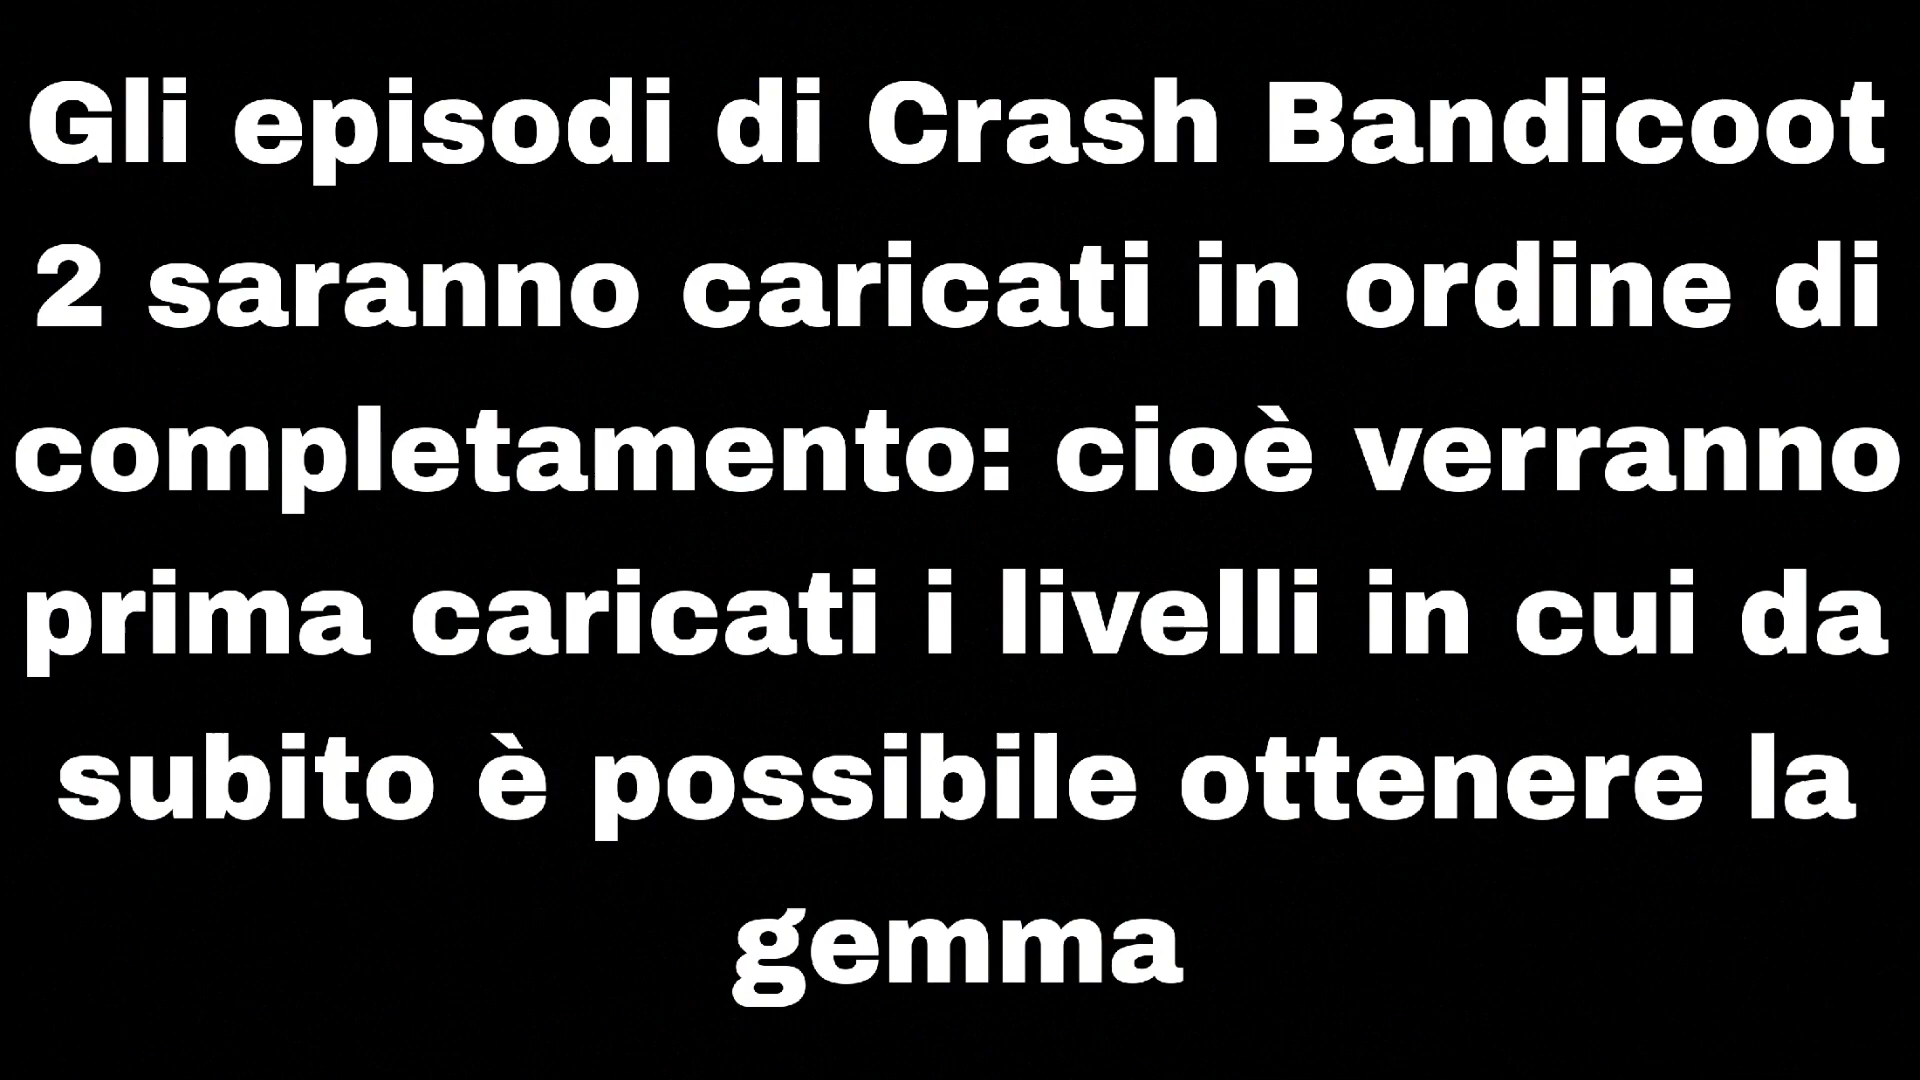 Gli episodi di Crash Bandicoot
2 saranno caricati in ordine di
completamento: cioè verranno
prima caricati i livelli in cui da
subito è possibile ottenere la
gemma